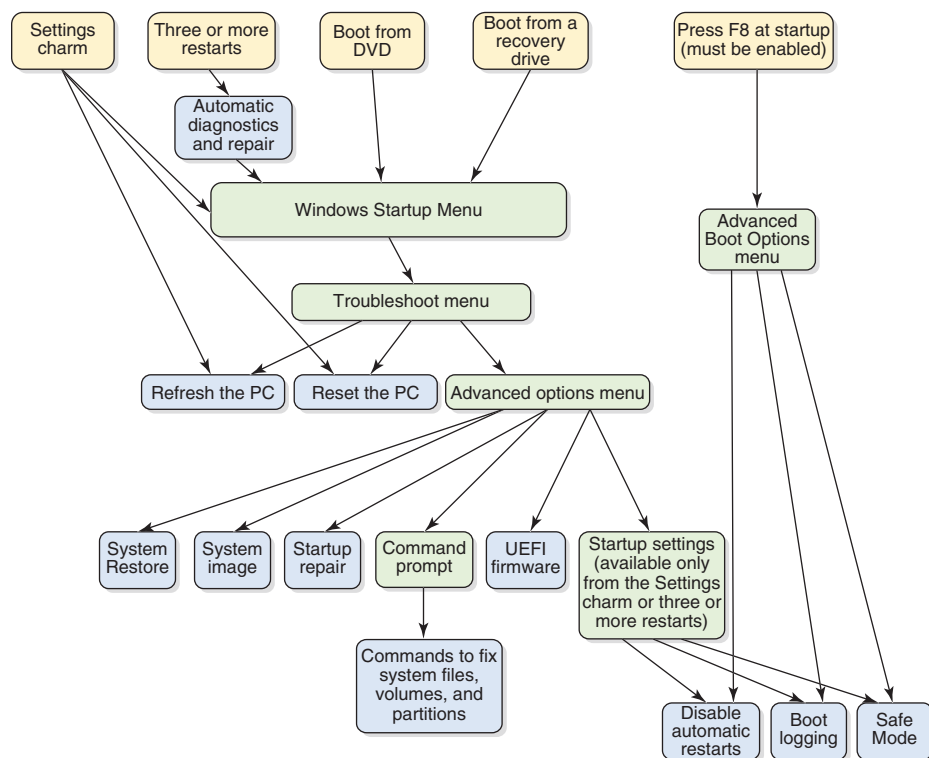 Settings
charm
Three or more
restarts
Boot from
DVD
Boot from a
recovery
drive
Press F8 at startup
(must be enabled)
Automatic
diagnostics
and repair
Windows Startup Menu
Advanced
Boot Options
menu
Troubleshoot menu
Refresh the PC
Reset the PC
Advanced options menu
System
Restore
System
image
Startup
repair
Command
prompt
UEFI
firmware
Startup settings
(available only
from the Settings
charm or three or
more restarts)
Commands to fix
system files,
volumes, and
partitions
Disable
automatic
restarts
Boot
logging
Safe
Mode